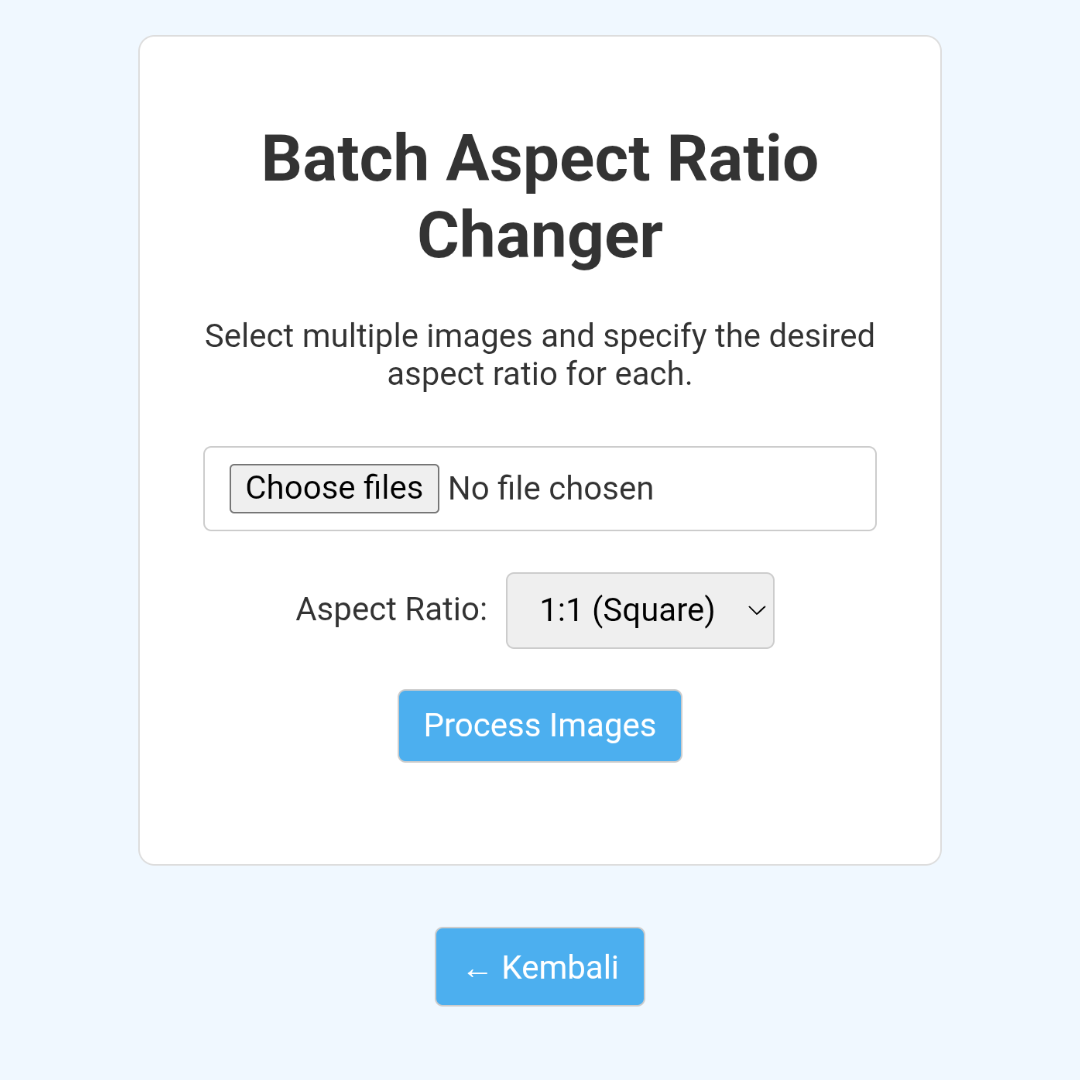 Batch Aspect Ratio
Changer
Select multiple images and specify the desired
aspect ratio for each.
Choose files No file chosen
Aspect Ratio: 1:1 (Square)
Process Images
← Kembali